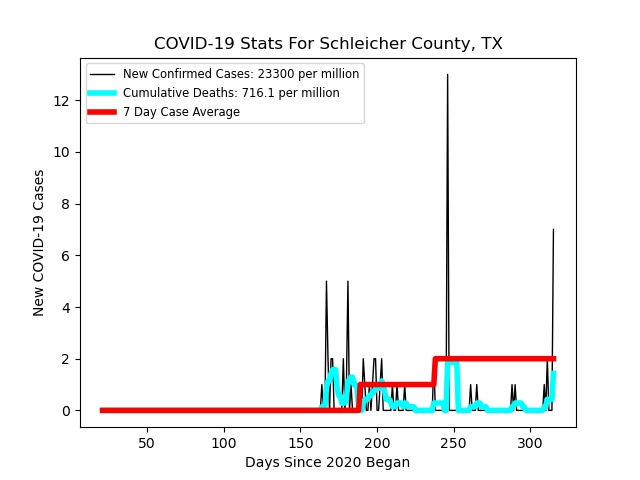 COVID-19 Stats For Schleicher County, TX
New Confirmed Cases: 23300 per million
Cumulative Deaths: 716.1 per million
7 Day Case Average
New COVID-19 Cases
12
10
8
6
4
2
0
50 100 150 200 250 300
Days Since 2020 Began